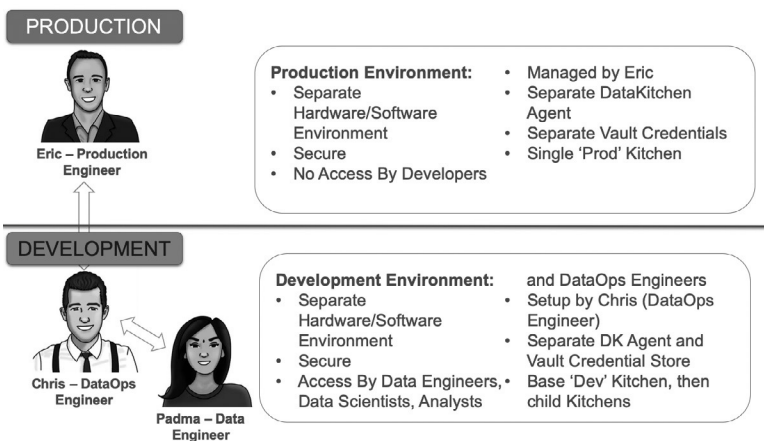 PRODUCTION
Eric – Production
Engineer
Production Environment:
• Separate
Hardware/Software
Environment
• Secure
• No Access By Developers
• Managed by Eric
• Separate DataKitchen
Agent
• Separate Vault Credentials
• Single ‘Prod’ Kitchen
DEVELOPMENT
Chris – DataOps
Engineer
Padma – Data
Engineer
Development Environment:
• Separate
Hardware/Software
Environment
• Secure
• Access By Data Engineers,
Data Scientists, Analysts
and DataOps Engineers
• Setup by Chris (DataOps
Engineer)
• Separate DK Agent and
Vault Credential Store
• Base ‘Dev’ Kitchen, then
child Kitchens